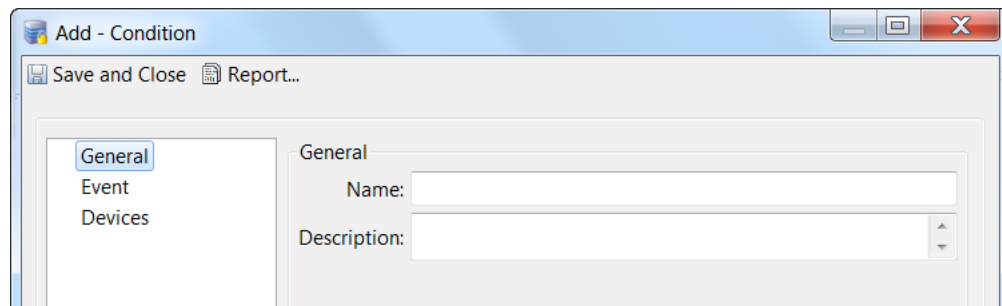 Add - Condition
Save and Close Report...
General
Event
Devices
General
Name:
Description: